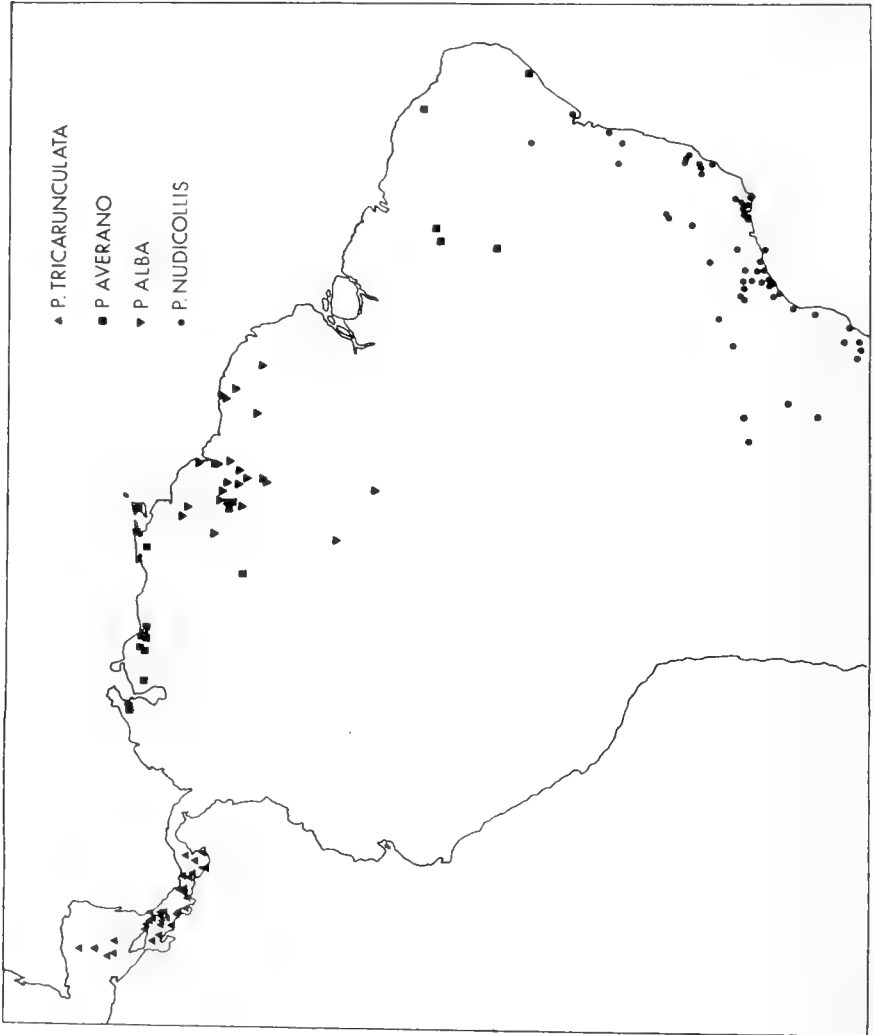 ▲ P. TRICARUNCULATA
■ P AVERANO
▼ P ALBA
● P. NUDICOLLIS